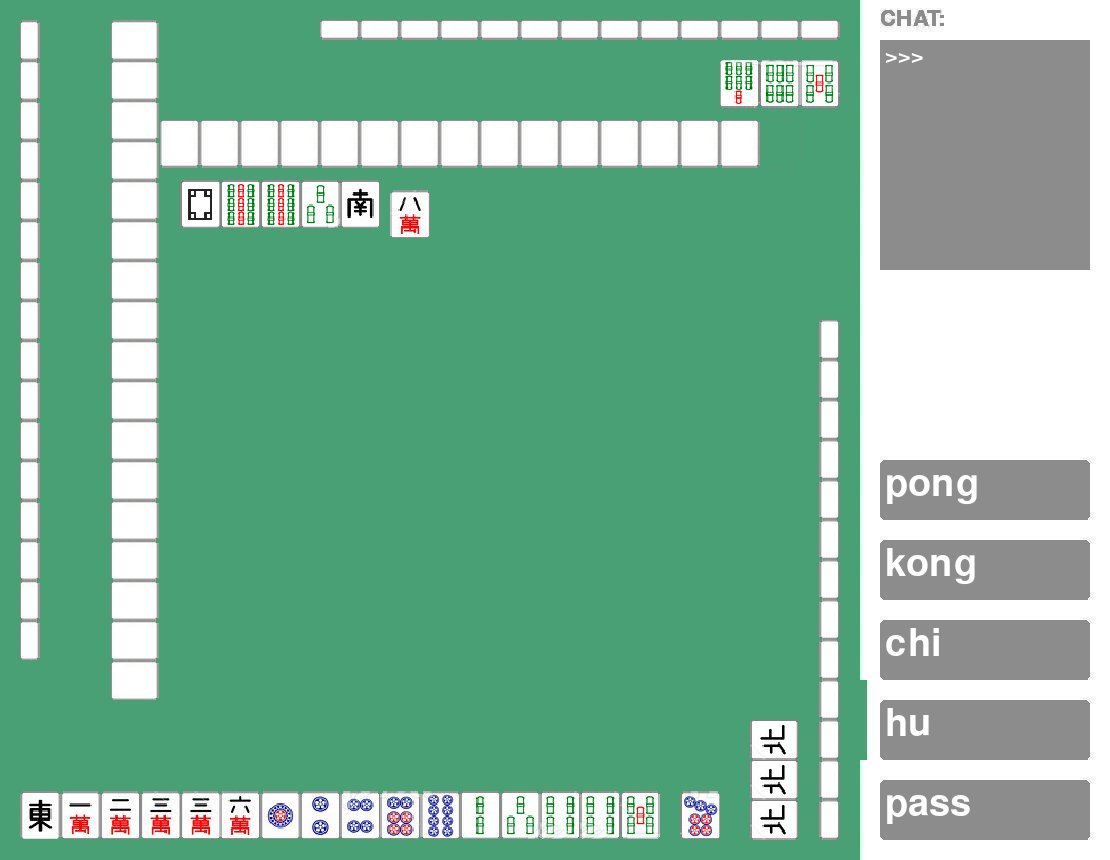 CHAT:
>>>
南 八萬
pong
kong
chi
hu
pass
北
北
北
東 一萬 二萬 三萬 三萬 六萬